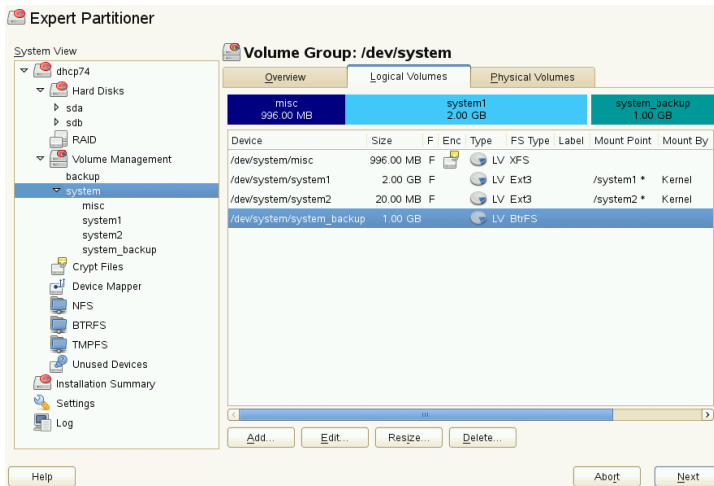 Expert Partitioner
System View
dhcp74
Hard Disks
sda
sdb
RAID
Volume Management
backup
system
misc
system1
system2
system_backup
Crypt Files
Device Mapper
NFS
BTRFS
TMPFS
Unused Devices
Installation Summary
Settings
Log
Volume Group: /dev/system
Overview Logical Volumes Physical Volumes
misc system1 system_backup
996.00 MB 2.00 GB 1.00 GB
Device Size F Enc Type FS Type Label Mount Point Mount By
/dev/system/misc 996.00 MB F LV XFS
/dev/system/system1 2.00 GB F LV Ext3 /system1 * Kernel
/dev/system/system2 20.00 MB F LV Ext3 /system2 * Kernel
/dev/system/system_backup 1.00 GB LV BtrFS
Add... Edit... Resize... Delete...
Help Abort Next